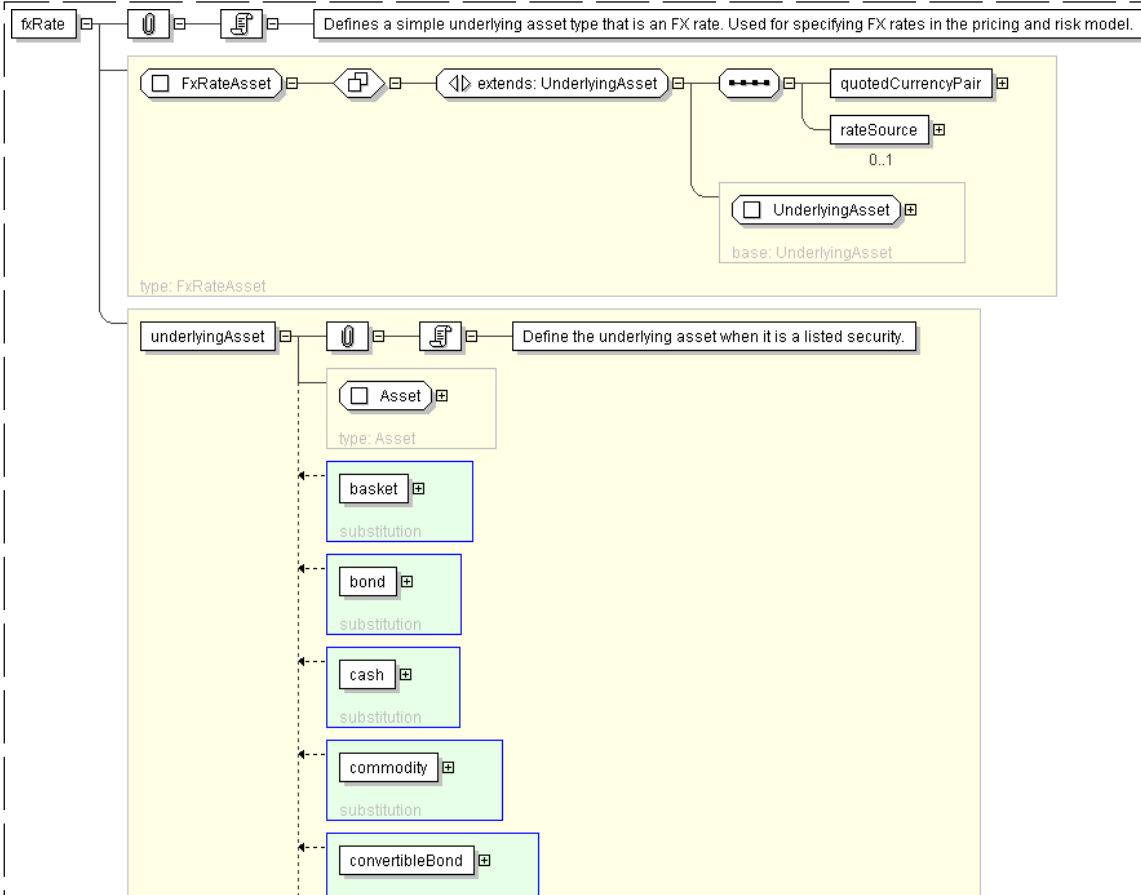 fxRate
Defines a simple underlying asset type that is an FX rate. Used for specifying FX rates in the pricing and risk model.
FxRateAsset
extends: UnderlyingAsset
quotedCurrencyPair
rateSource
0..1
UnderlyingAsset
base: UnderlyingAsset
type: FxRateAsset
underlyingAsset
Define the underlying asset when it is a listed security.
Asset
type: Asset
basket
substitution
bond
substitution
cash
substitution
commodity
substitution
convertibleBond